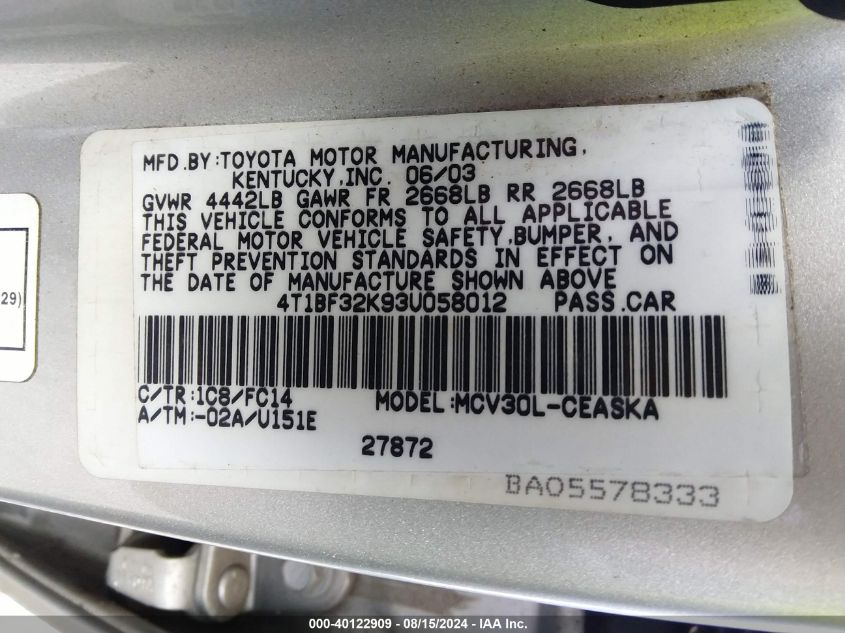 MFD.BY:TOYOTA MOTOR MANUFACTURING,
KENTUCKY,INC. 06/03
GVWR 4442LB GAWR FR 2668LB RR 2668LB
THIS VEHICLE CONFORMS TO ALL APPLICABLE
FEDERAL MOTOR VEHICLE SAFETY,BUMPER, AND
THEFT PREVENTION STANDARDS IN EFFECT ON
THE DATE OF MANUFACTURE SHOWN ABOVE
4T1BF32K93U058012 PASS.CAR
C/TR:1C8/FC14 MODEL:MCV30L-CEASKA
A/TM:-02A/U151E
27872
BA05578333
29)
000-40122909 - 08/15/2024 - IAA Inc.